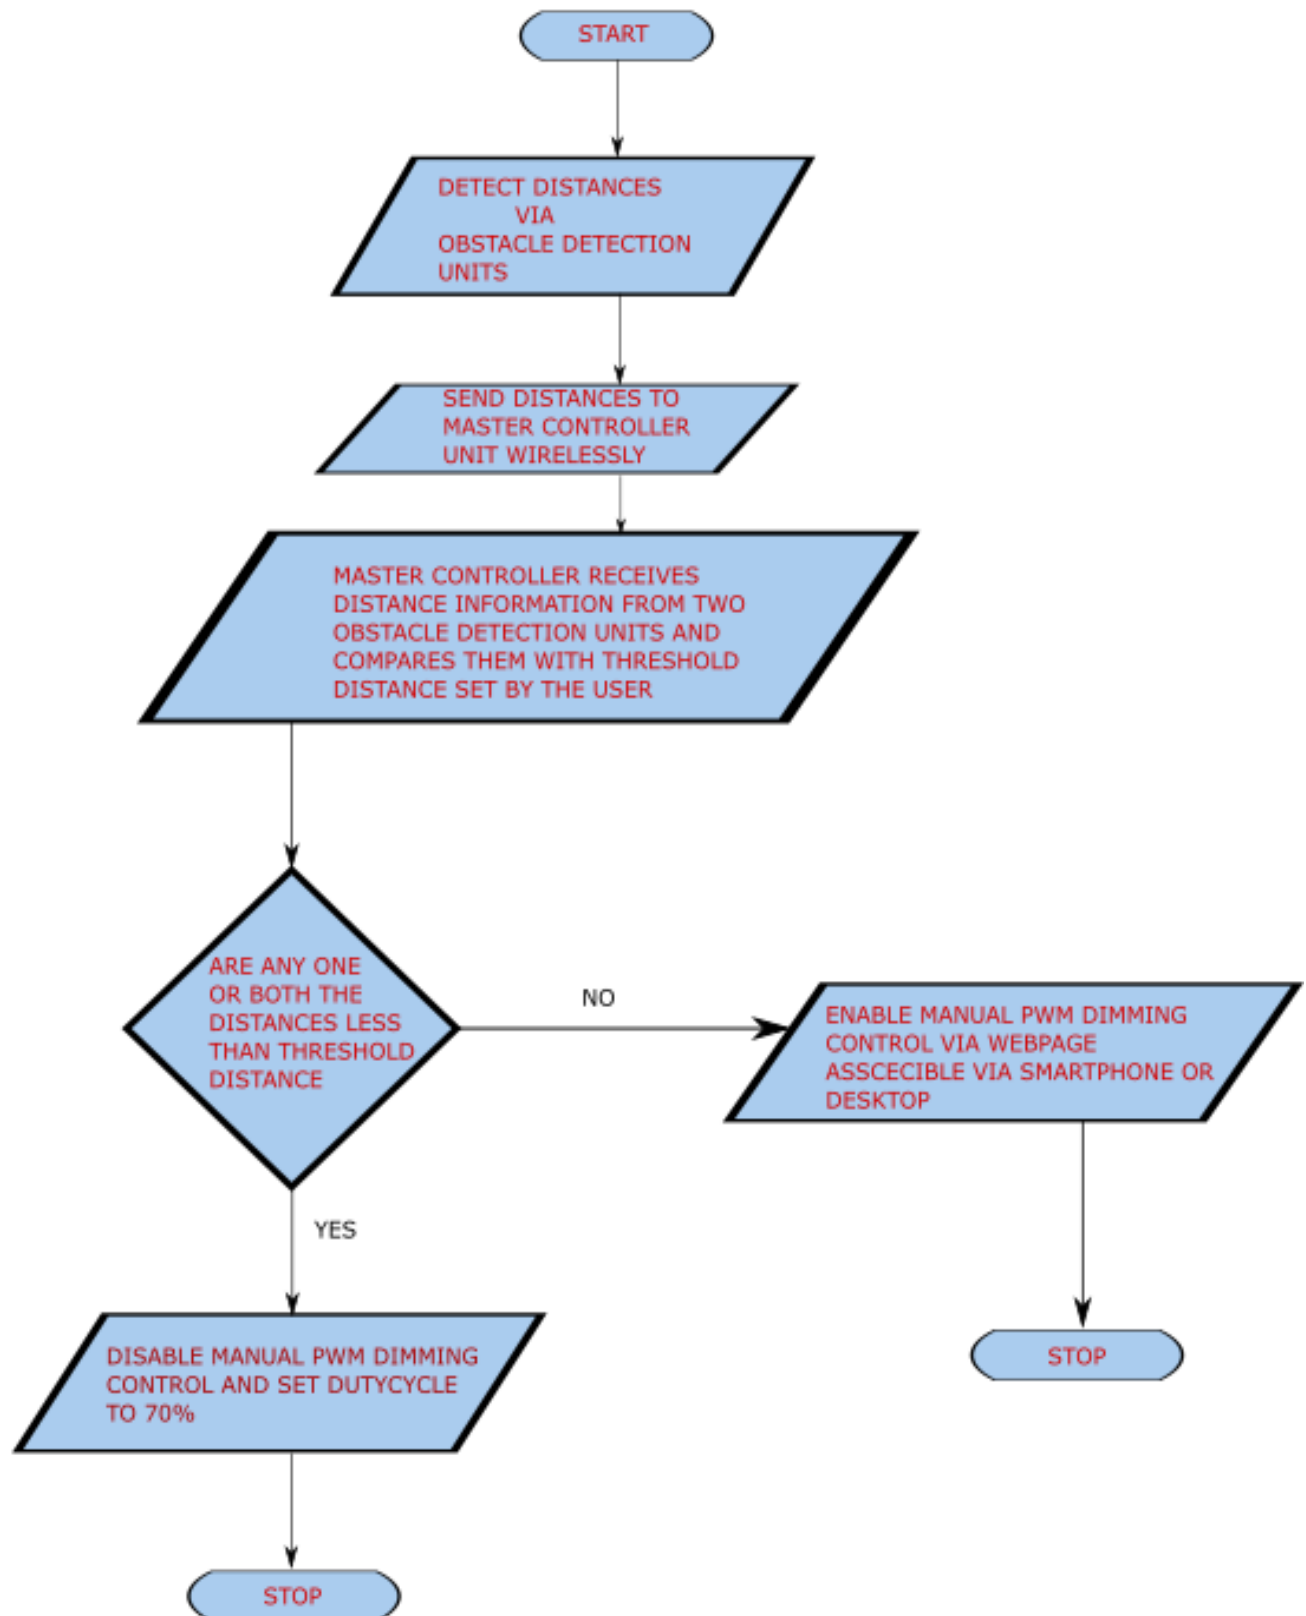 START
DETECT DISTANCES
VIA
OBSTACLE DETECTION
UNITS
SEND DISTANCES TO
MASTER CONTROLLER
UNIT WIRELESSLY
MASTER CONTROLLER RECEIVES
DISTANCE INFORMATION FROM TWO
OBSTACLE DETECTION UNITS AND
COMPARES THEM WITH THRESHOLD
DISTANCE SET BY THE USER
ARE ANY ONE
OR BOTH THE
DISTANCES LESS
THAN THRESHOLD
DISTANCE
NO
ENABLE MANUAL PWM DIMMING
CONTROL VIA WEBPAGE
ASSCECIBLE VIA SMARTPHONE OR
DESKTOP
YES
DISABLE MANUAL PWM DIMMING
CONTROL AND SET DUTYCYCLE
TO 70%
STOP
STOP